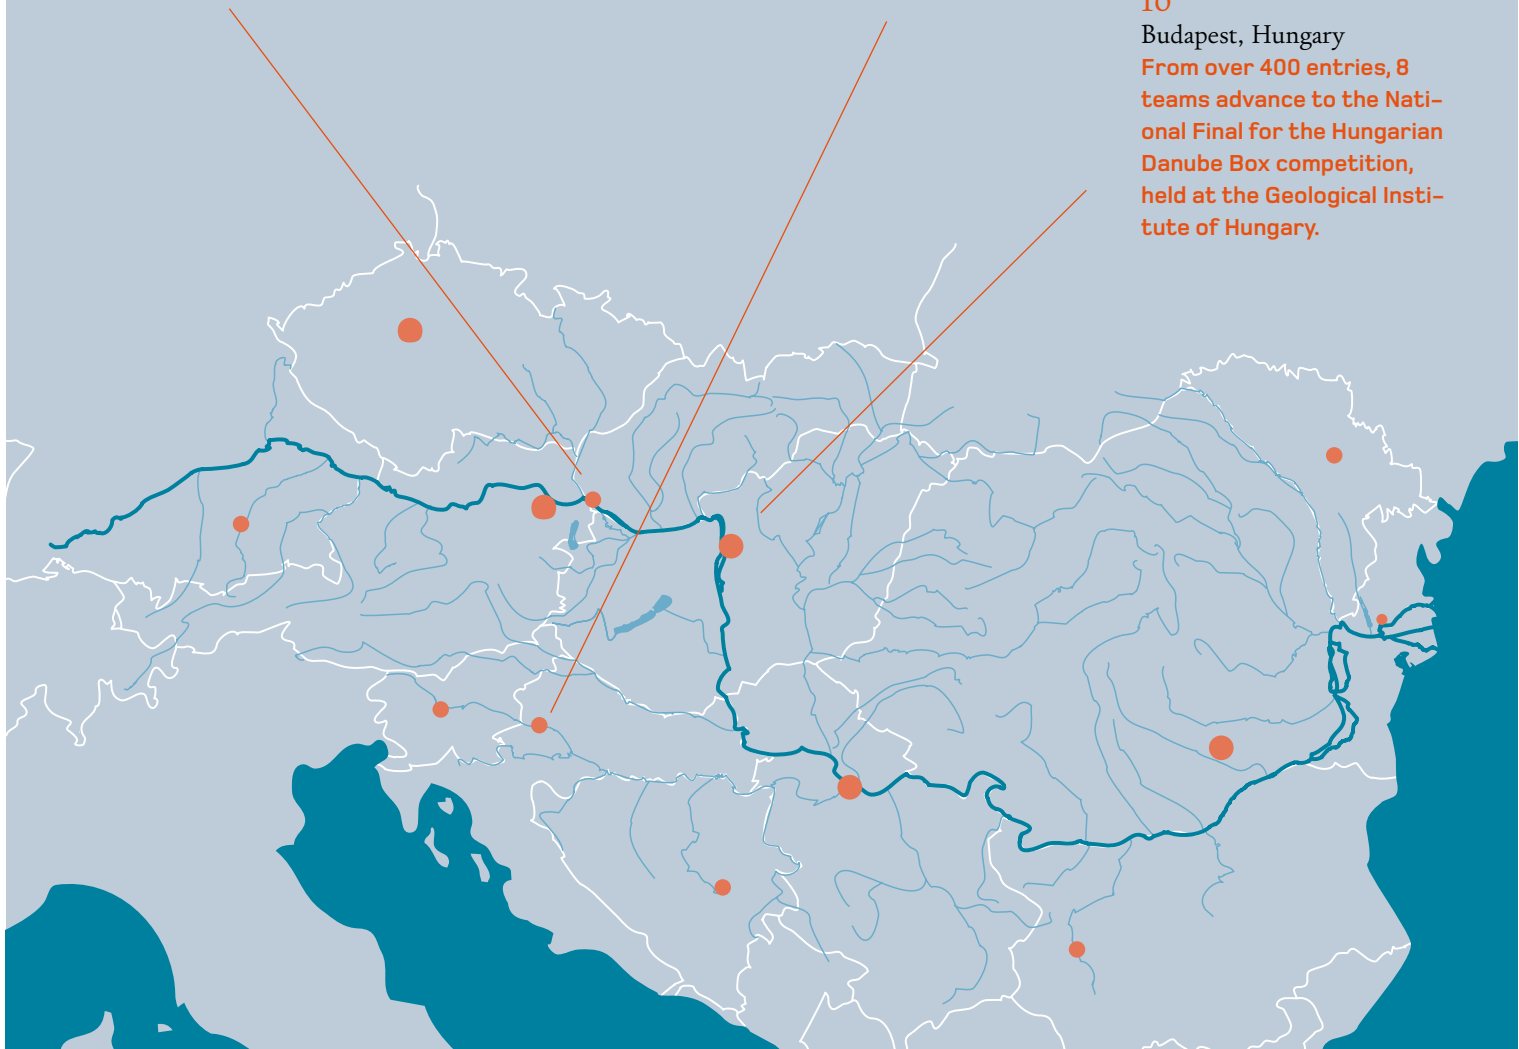 10
Budapest, Hungary
From over 400 entries, 8
teams advance to the Nati-
onal Final for the Hungarian
Danube Box competition,
held at the Geological Insti-
tute of Hungary.